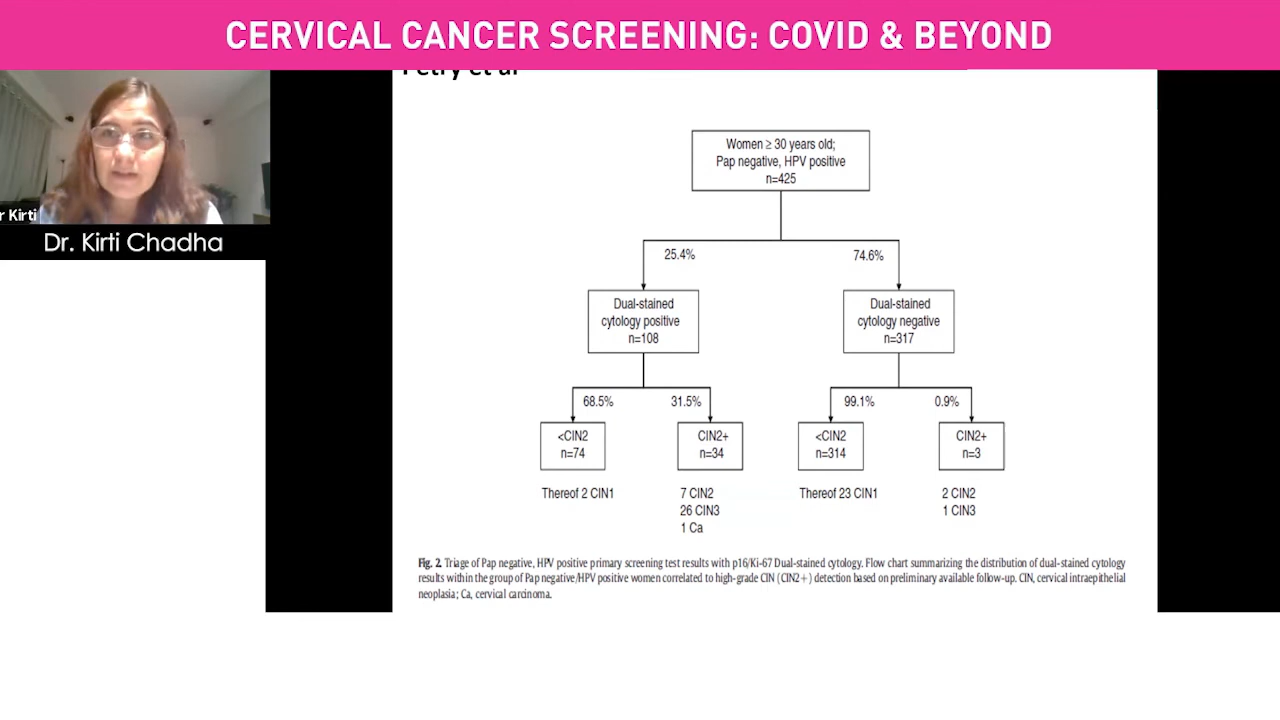 CERVICAL CANCER SCREENING: COVID & BEYOND
Petry et al
r Kirti
Dr. Kirti Chadha
Women ≥ 30 years old;
Pap negative, HPV positive
n=425
25.4%
74.6%
Dual-stained
cytology positive
n=108
Dual-stained
cytology negative
n=317
68.5%
31.5%
99.1%
0.9%
<CIN2
n=74
CIN2+
n=34
<CIN2
n=314
CIN2+
n=3
Thereof 2 CIN1
7 CIN2
26 CIN3
1 Ca
Thereof 23 CIN1
2 CIN2
1 CIN3
Fig. 2. Triage of Pap negative, HPV positive primary screening test results with p16/Ki-67 Dual-stained cytology. Flow chart summarizing the distribution of dual-stained cytology
results within the group of Pap negative/HPV positive women correlated to high-grade CIN (CIN2+) detection based on preliminary available follow-up. CIN, cervical intraepithelial
neoplasia; Ca, cervical carcinoma.